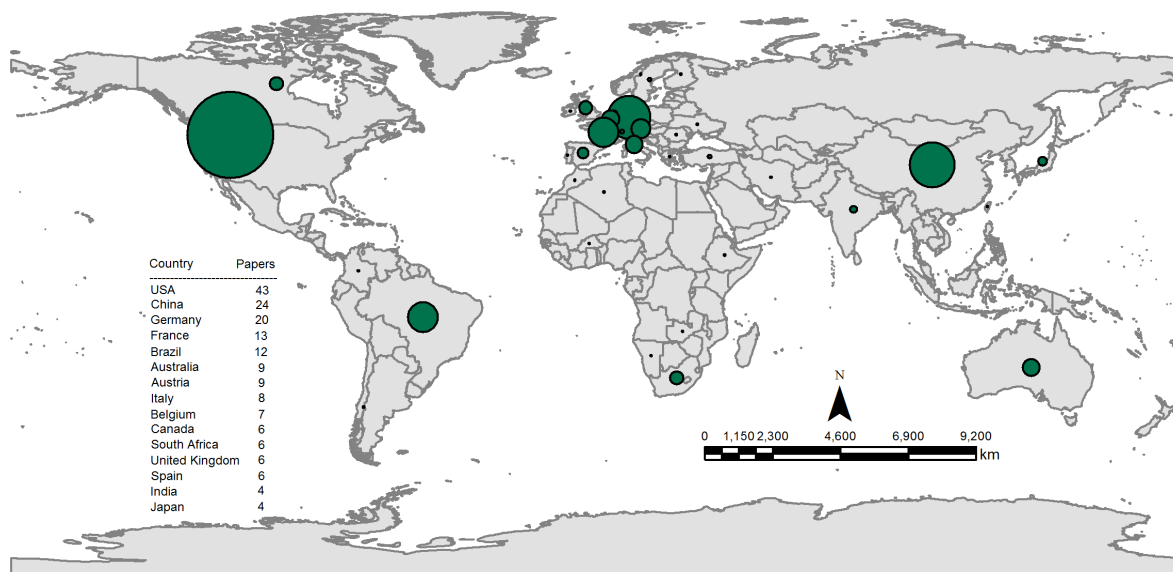 Country Papers
------------------------------
USA 43
China 24
Germany 20
France 13
Brazil 12
Australia 9
Austria 9
Italy 8
Belgium 7
Canada 6
South Africa 6
United Kingdom 6
Spain 6
India 4
Japan 4
N
0 1,150 2,300 4,600 6,900 9,200
km